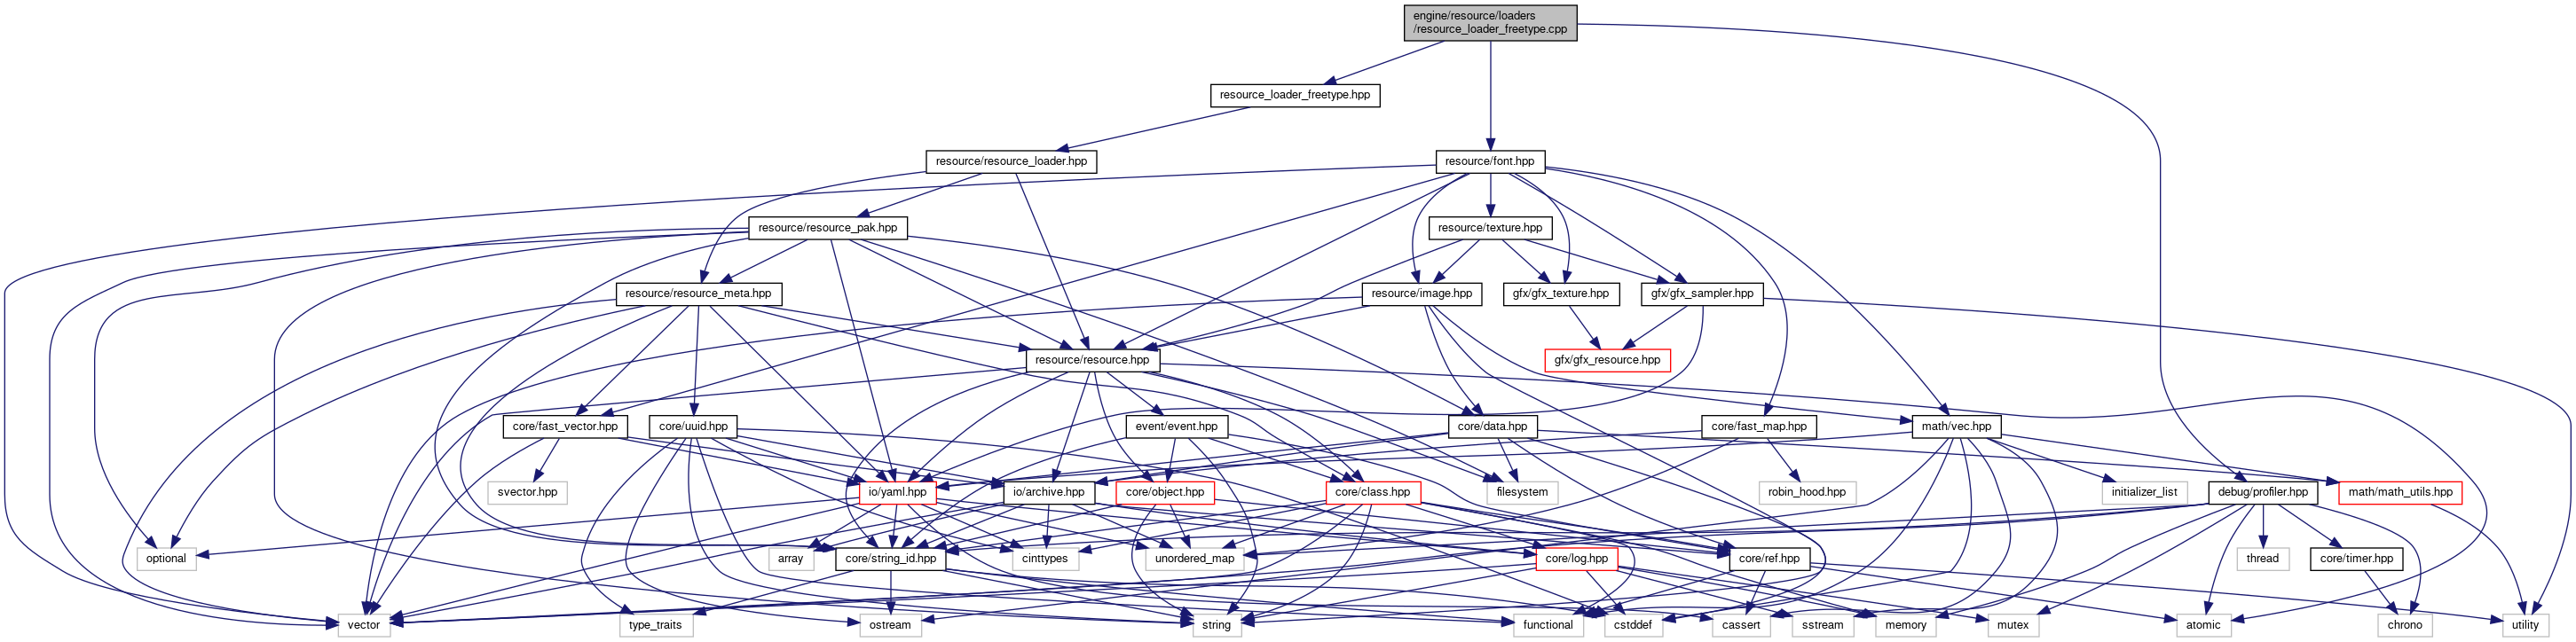 engine/resource/loaders
/resource_loader_freetype.cpp
resource_loader_freetype.hpp
resource/resource_loader.hpp
resource/font.hpp
resource/resource_pak.hpp
resource/texture.hpp
resource/resource_meta.hpp
resource/image.hpp
gfx/gfx_texture.hpp
gfx/gfx_sampler.hpp
resource/resource.hpp
gfx/gfx_resource.hpp
core/fast_vector.hpp
core/uuid.hpp
event/event.hpp
core/data.hpp
core/fast_map.hpp
math/vec.hpp
svector.hpp
io/yaml.hpp
io/archive.hpp
core/object.hpp
core/class.hpp
filesystem
robin_hood.hpp
initializer_list
debug/profiler.hpp
math/math_utils.hpp
optional
array
core/string_id.hpp
cinttypes
unordered_map
core/log.hpp
core/ref.hpp
thread
core/timer.hpp
vector
type_traits
ostream
string
functional
cstddef
cassert
sstream
memory
mutex
atomic
chrono
utility